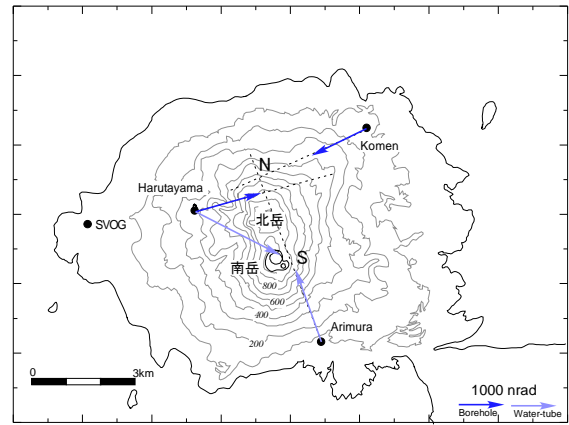 Komen
N
Harutayama
北岳
SVOG
S
南岳
800
600
400
Arimura
200
0 3km
1000 nrad
Borehole Water-tube